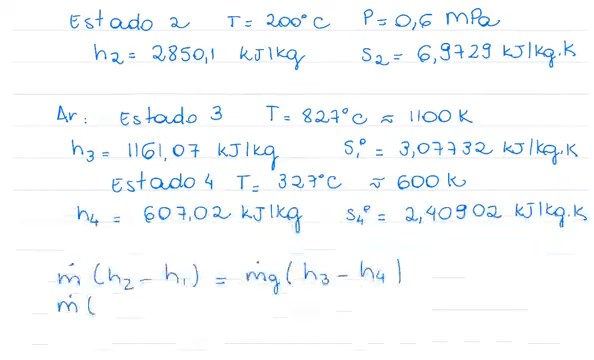 Estado 2 T = 200°C P = 0,6 mPa
h2 = 2850,1 kJ/kg S2 = 6,9729 kJ/kg.K
Ar: Estado 3 T = 827°C ≈ 1100 K
h3 = 1161,07 kJ/kg S,° = 3,07732 kJ/kg.K
Estado 4 T = 327°C ≈ 600 K
h4 = 607,02 kJ/kg S4° = 2,40902 kJ/kg.K
ṁ (h2 - h1) = ṁg (h3 - h4)
ṁ (